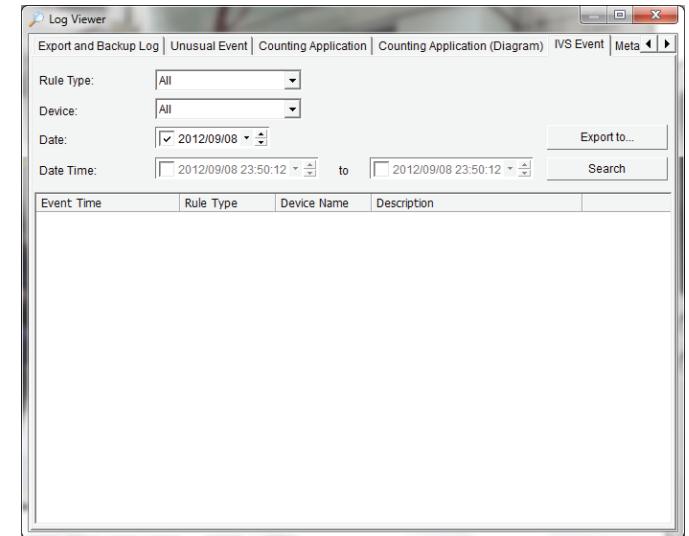 Log Viewer
Export and Backup Log Unusual Event Counting Application Counting Application (Diagram) IVS Event Meta
Rule Type: All
Device: All
Date: 2012/09/08
Export to...
Date Time: 2012/09/08 23:50:12 to 2012/09/08 23:50:12 Search
Event Time Rule Type Device Name Description